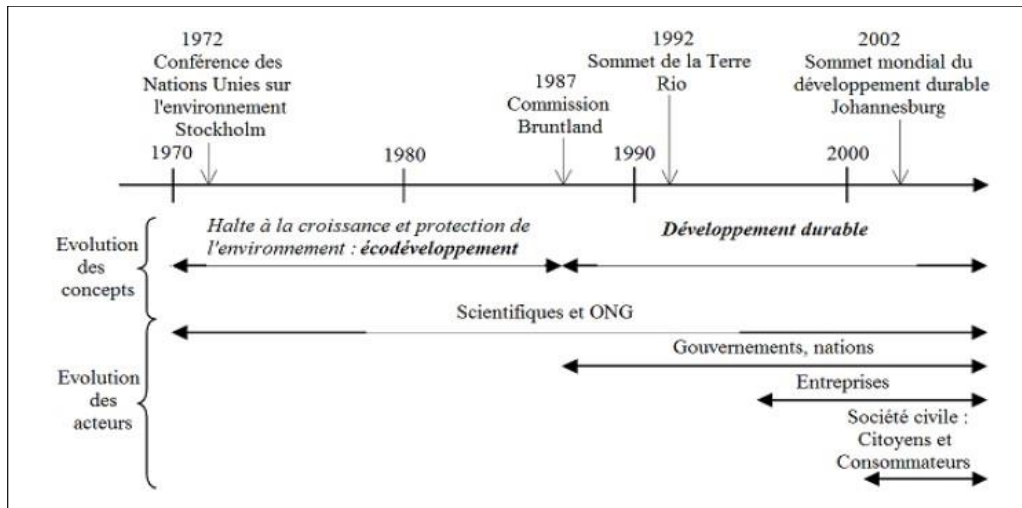 1972
Conférence des
Nations Unies sur
l'environnement
Stockholm
1987
Commission
Bruntland
1992
Sommet de la Terre
Rio
2002
Sommet mondial du
développement durable
Johannesburg
1970
1980
1990
2000
Evolution
des
concepts
Halte à la croissance et protection de
l'environnement : écodéveloppement
Développement durable
Evolution
des
acteurs
Scientifiques et ONG
Gouvernements, nations
Entreprises
Société civile :
Citoyens et
Consommateurs